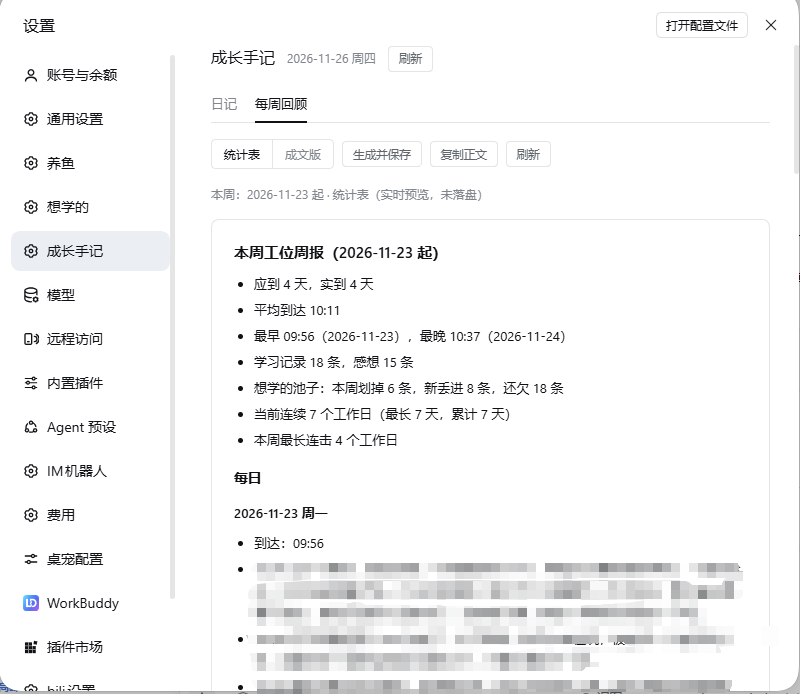 设置
打开配置文件
账号与余额
通用设置
养鱼
想学的
成长手记
模型
远程访问
内置插件
Agent 预设
IM机器人
费用
桌宠配置
WorkBuddy
插件市场
bili设置
成长手记 2026-11-26 周四 刷新
日记 每周回顾
统计表 成文版 生成并保存 复制正文 刷新
本周：2026-11-23 起 · 统计表（实时预览，未落盘）
本周工位周报（2026-11-23 起）
应到 4 天，实到 4 天
平均到达 10:11
最早 09:56（2026-11-23），最晚 10:37（2026-11-24）
学习记录 18 条，感想 15 条
想学的池子：本周划掉 6 条，新丢进 8 条，还欠 18 条
当前连续 7 个工作日（最长 7 天，累计 7 天）
本周最长连击 4 个工作日
每日
2026-11-23 周一
到达：09:56